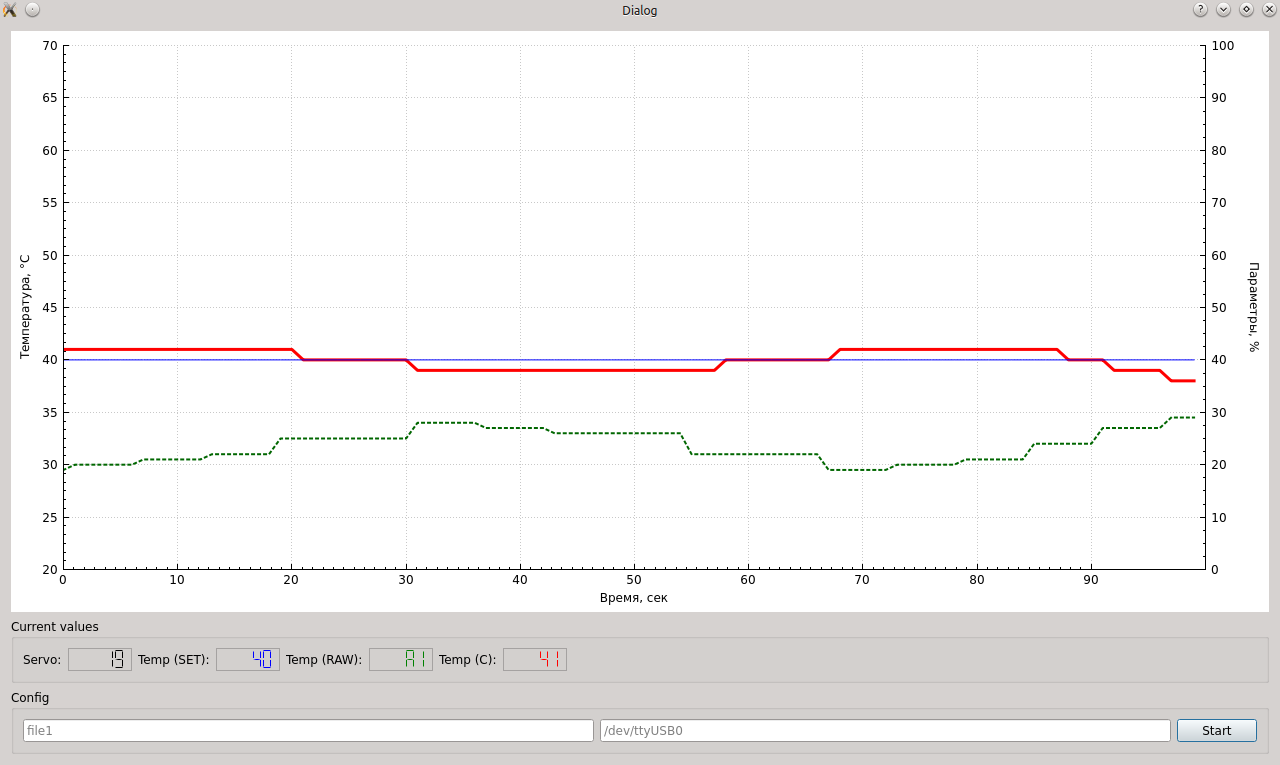 Dialog
70
65
60
55
50
45
40
35
30
25
20
Температура, °C
100
90
80
70
60
50
40
30
20
10
0
Параметры, %
0 10 20 30 40 50 60 70 80 90
Время, сек
Current values
Servo: 19 Temp (SET): 40 Temp (RAW): A1 Temp (C): 41
Config
file1 /dev/ttyUSB0 Start